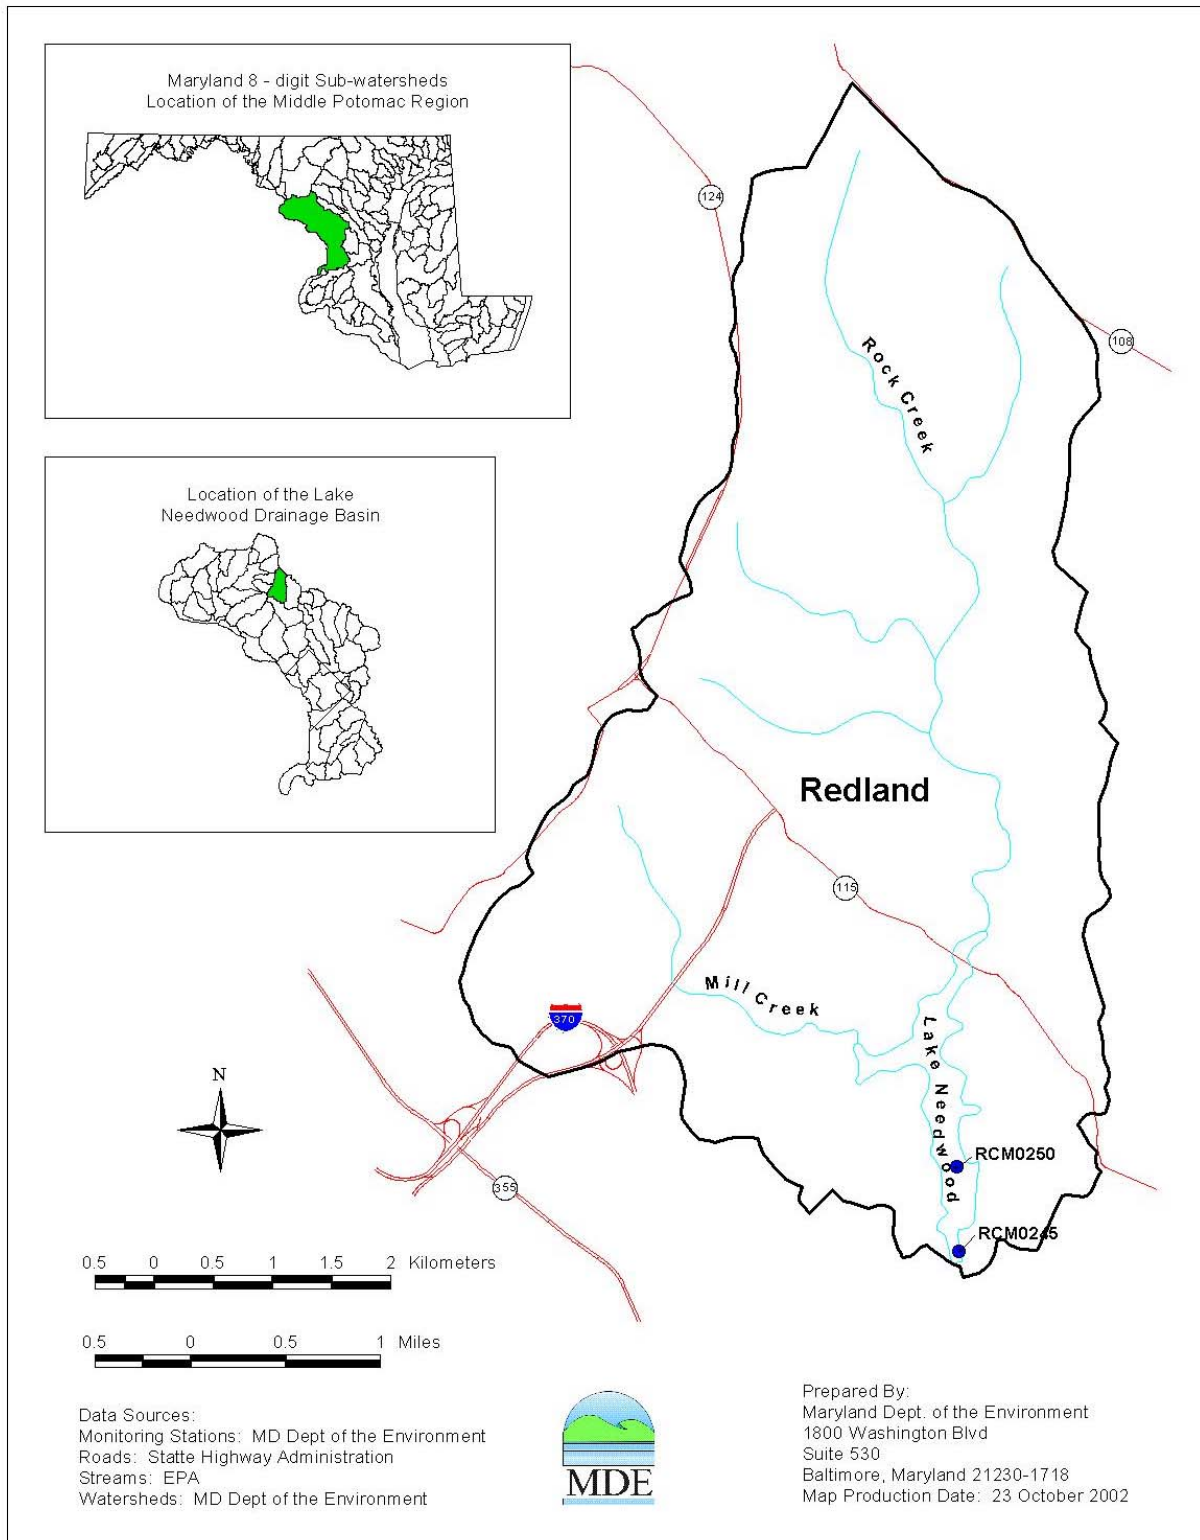 Maryland 8 - digit Sub-watersheds
Location of the Middle Potomac Region
124
108
Rock Creek
Location of the Lake
Needwood Drainage Basin
Redland
115
Mill Creek
370
Lake Needwood
N
RCM0250
355
RCM0245
0.5 0 0.5 1 1.5 2 Kilometers
0.5 0 0.5 1 Miles
Data Sources:
Monitoring Stations: MD Dept of the Environment
Roads: Statte Highway Administration
Streams: EPA
Watersheds: MD Dept of the Environment
MDE
Prepared By:
Maryland Dept. of the Environment
1800 Washington Blvd
Suite 530
Baltimore, Maryland 21230-1718
Map Production Date: 23 October 2002